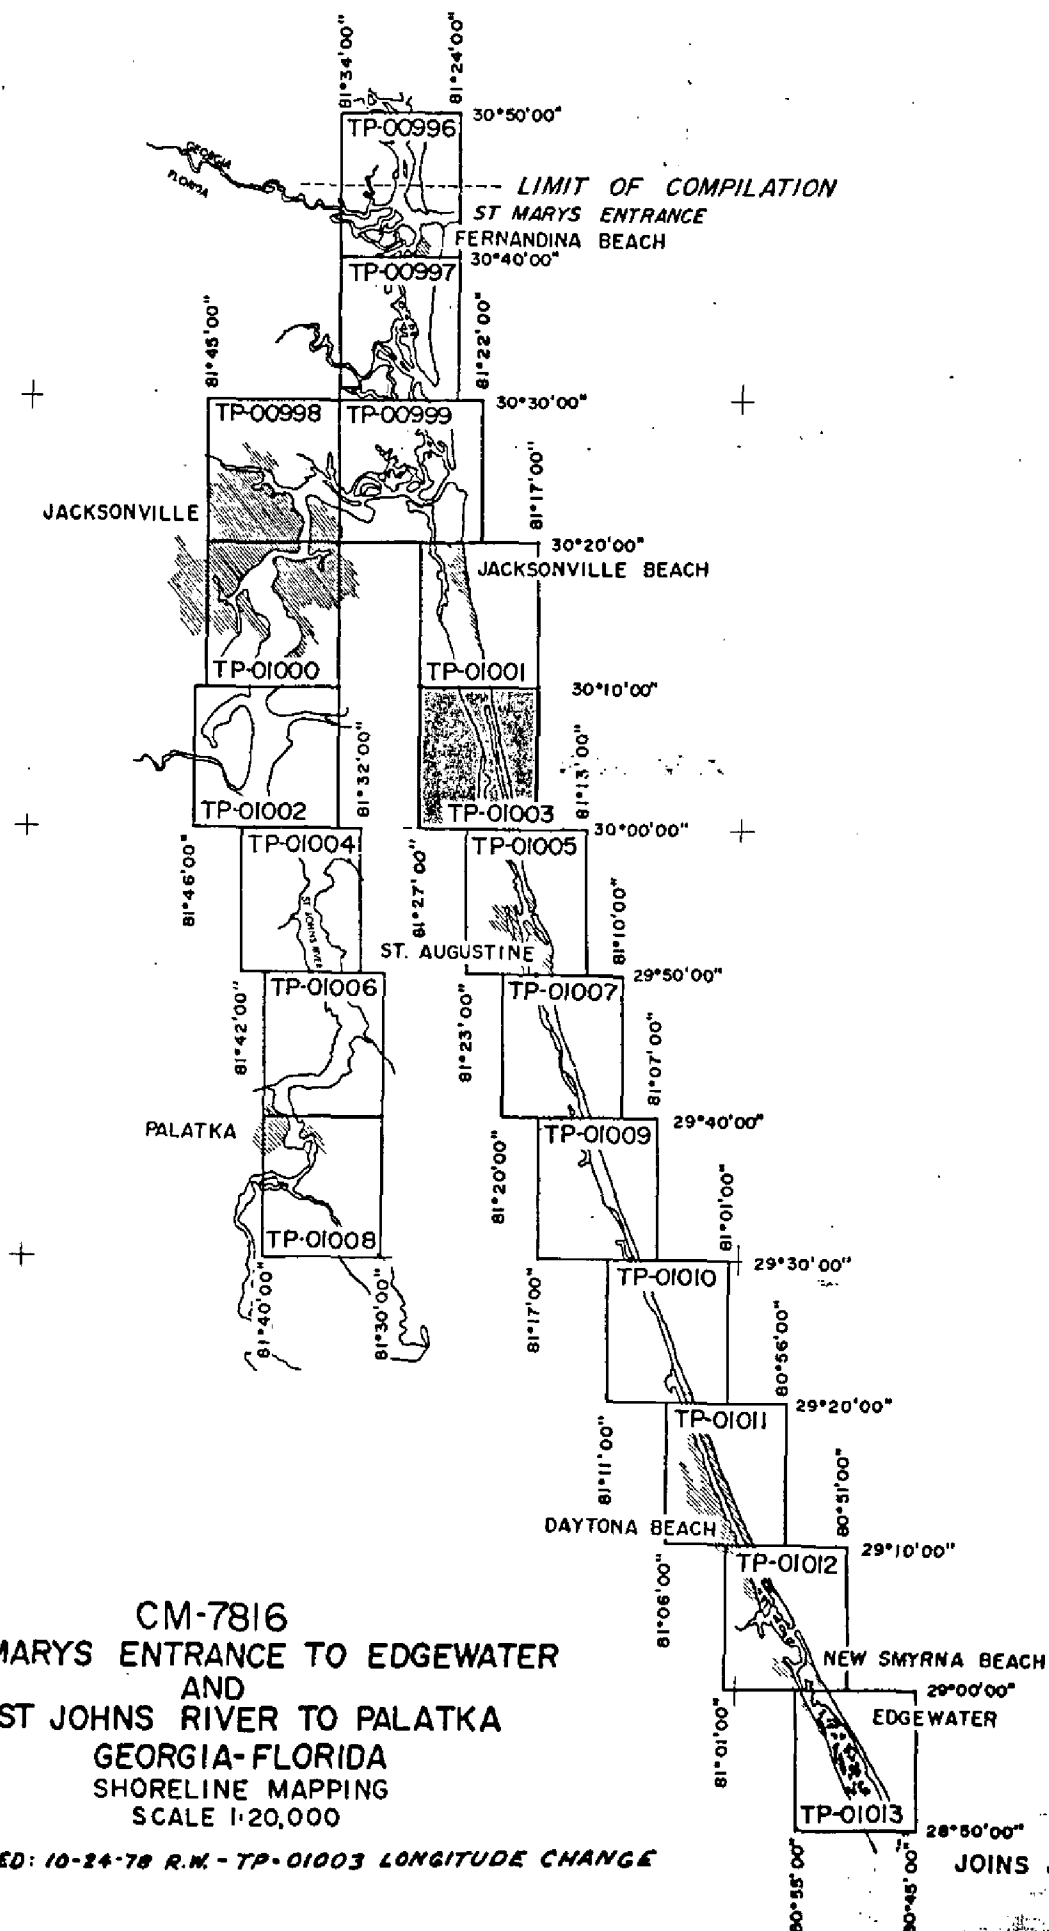 81°34'00"
81°24'00"
30°50'00"
TP-00996
GEORGIA
FLORIDA
LIMIT OF COMPILATION
ST MARYS ENTRANCE
FERNANDINA BEACH
30°40'00"
TP-00997
81°45'00"
81°22'00"
30°30'00"
TP-00998
TP-00999
81°17'00"
JACKSONVILLE
30°20'00"
JACKSONVILLE BEACH
TP-01000
TP-01001
30°10'00"
81°32'00"
81°13'00"
TP-01002
TP-01003
30°00'00"
TP-01004
TP-01005
81°46'00"
81°27'00"
81°10'00"
ST JOHNS RIVER
ST. AUGUSTINE
29°50'00"
TP-01006
TP-01007
81°42'00"
81°23'00"
81°07'00"
PALATKA
29°40'00"
TP-01009
81°20'00"
81°01'00"
TP-01008
29°30'00"
TP-01010
81°40'00"
81°30'00"
81°17'00"
80°56'00"
29°20'00"
TP-01011
81°11'00"
80°51'00"
DAYTONA BEACH
29°10'00"
TP-01012
81°06'00"
NEW SMYRNA BEACH
29°00'00"
EDGEWATER
81°01'00"
TP-01013
28°50'00"
80°55'00"
80°45'00"
JOINS
CM-7816
MARYS ENTRANCE TO EDGEWATER
AND
ST JOHNS RIVER TO PALATKA
GEORGIA-FLORIDA
SHORELINE MAPPING
SCALE 1:20,000
ED: 10-24-78 R.W. - TP-01003 LONGITUDE CHANGE